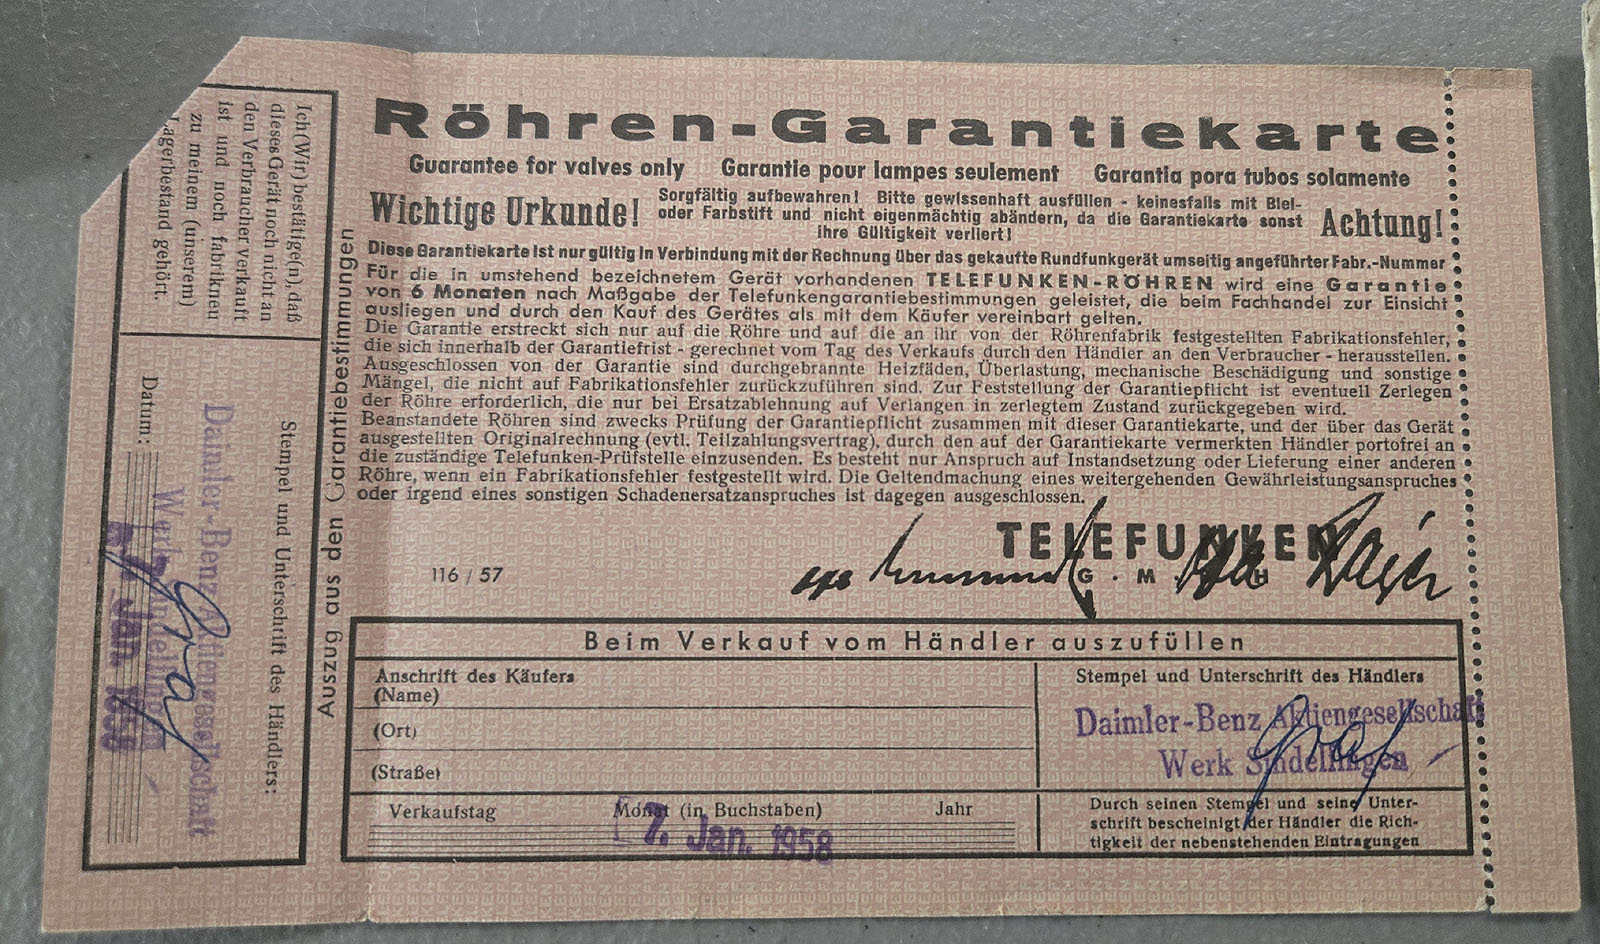 Röhren-Garantiekarte
Guarantee for valves only Garantie pour lampes seulement Garantia pora tubos solamente
Wichtige Urkunde!
Sorgfältig aufbewahren! Bitte gewissenhaft ausfüllen - keinesfalls mit Blei-
oder Farbstift und nicht eigenmächtig abändern, da die Garantiekarte sonst
ihre Gültigkeit verliert!
Achtung!
Diese Garantiekarte ist nur gültig in Verbindung mit der Rechnung über das gekaufte Rundfunkgerät umseitig angeführter Fabr.-Nummer
Für die in umstehend bezeichnetem Gerät vorhandenen TELEFUNKEN-RÖHREN wird eine Garantie
von 6 Monaten nach Maßgabe der Telefunkengarantiebestimmungen geleistet, die beim Fachhandel zur Einsicht
ausliegen und durch den Kauf des Gerätes als mit dem Käufer vereinbart gelten.
Die Garantie erstreckt sich nur auf die Röhre und auf die an ihr von der Röhrenfabrik festgestellten Fabrikationsfehler,
die sich innerhalb der Garantiefrist - gerechnet vom Tag des Verkaufs durch den Händler an den Verbraucher - herausstellen.
Ausgeschlossen von der Garantie sind durchgebrannte Heizfäden, Überlastung, mechanische Beschädigung und sonstige
Mängel, die nicht auf Fabrikationsfehler zurückzuführen sind. Zur Feststellung der Garantiepflicht ist eventuell Zerlegen
der Röhre erforderlich, die nur bei Ersatzablehnung auf Verlangen in zerlegtem Zustand zurückgegeben wird.
Beanstandete Röhren sind zwecks Prüfung der Garantiepflicht zusammen mit dieser Garantiekarte, und der über das Gerät
ausgestellten Originalrechnung (evtl. Teilzahlungsvertrag), durch den auf der Garantiekarte vermerkten Händler portofrei an
die zuständige Telefunken-Prüfstelle einzusenden. Es besteht nur Anspruch auf Instandsetzung oder Lieferung einer anderen
Röhre, wenn ein Fabrikationsfehler festgestellt wird. Die Geltendmachung eines weitergehenden Gewährleistungsanspruches
oder irgend eines sonstigen Schadenersatzanspruches ist dagegen ausgeschlossen.
TELEFUNKEN
G. M. B. H
116 / 57
Beim Verkauf vom Händler auszufüllen
Anschrift des Käufers
(Name)
(Ort)
(Straße)
Stempel und Unterschrift des Händlers
Daimler-Benz Aktiengesellschaft
Werk Sindelfingen
Graf
Verkaufstag Monat (in Buchstaben) Jahr
7. Jan. 1958
Durch seinen Stempel und seine Unter-
schrift bescheinigt der Händler die Rich-
tigkeit der nebenstehenden Eintragungen
Auszug aus den Garantiebestimmungen
Ich(Wir) bestätige(n), daß
dieses Gerät noch nicht an
den Verbraucher verkauft
ist und noch fabrikneu
zu meinem (unserem)
Lagerbestand gehört.
Stempel und Unterschrift des Händlers:
Daimler-Benz Aktiengesellschaft
Werk Sindelfingen
Graf
Datum:
7. Jan. 1958